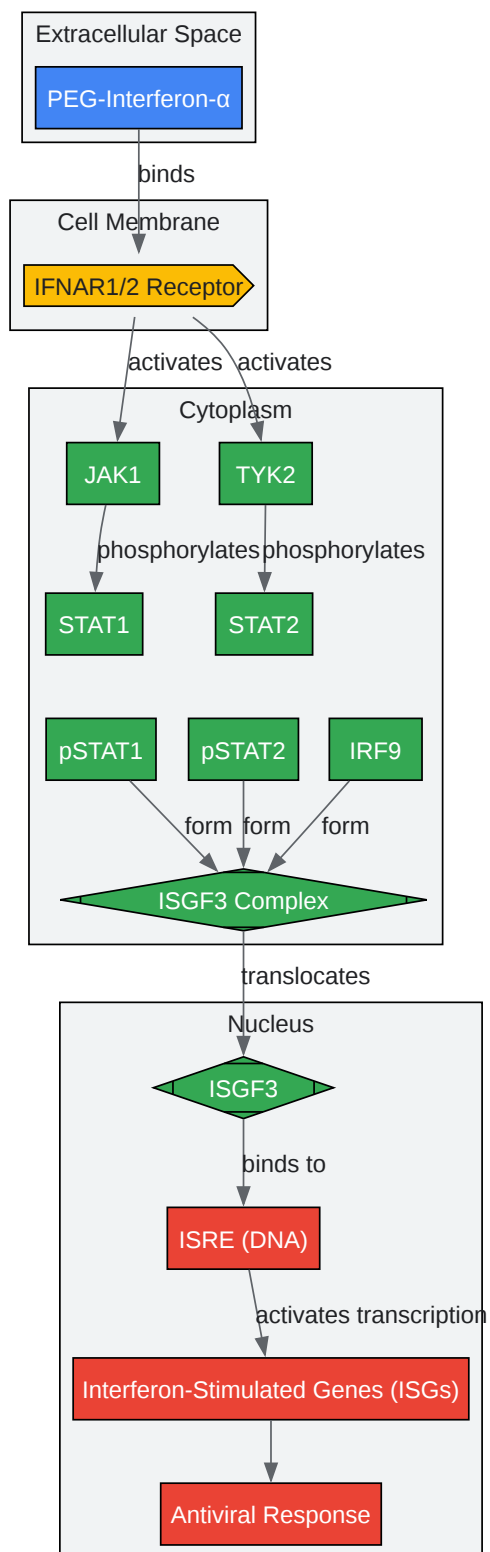 Extracellular Space
PEG-Interferon-α
binds
Cell Membrane
IFNAR1/2 Receptor
activates
activates
Cytoplasm
JAK1
TYK2
phosphorylates
phosphorylates
STAT1
STAT2
pSTAT1
pSTAT2
IRF9
form
form
form
ISGF3 Complex
translocates
Nucleus
ISGF3
binds to
ISRE (DNA)
activates transcription
Interferon-Stimulated Genes (ISGs)
Antiviral Response